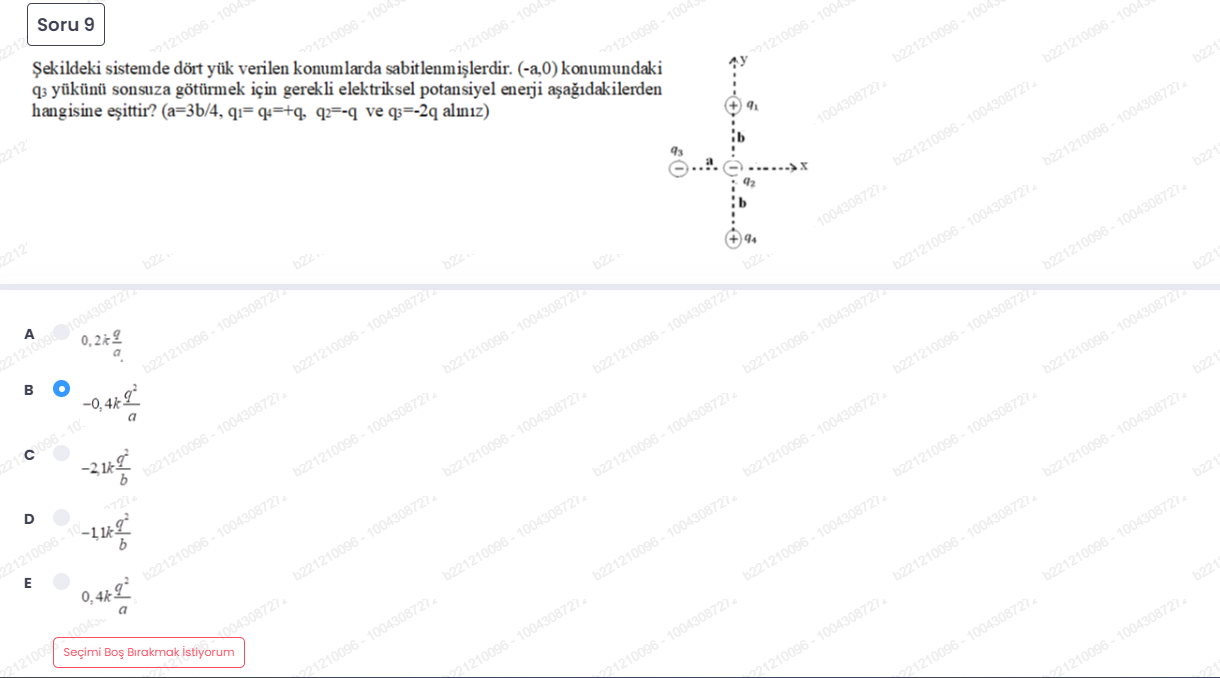 Soru 9
Şekildeki sistemde dört yük verilen konumlarda sabitlenmişlerdir. (-a,0) konumundaki
q₃ yükünü sonsuza götürmek için gerekli elektriksel potansiyel enerji aşağıdakilerden
hangisine eşittir? (a=3b/4, q₁= q₄=+q, q₂=-q ve q₃=-2q alınız)
y
+ q₁
b
q₃
− a − x
q₂
b
+ q₄
A 0,2k q/a
B −0,4k q²/a
C −2,1k q²/b
D −1,1k q²/b
E 0,4k q²/a
Seçimi Boş Bırakmak İstiyorum